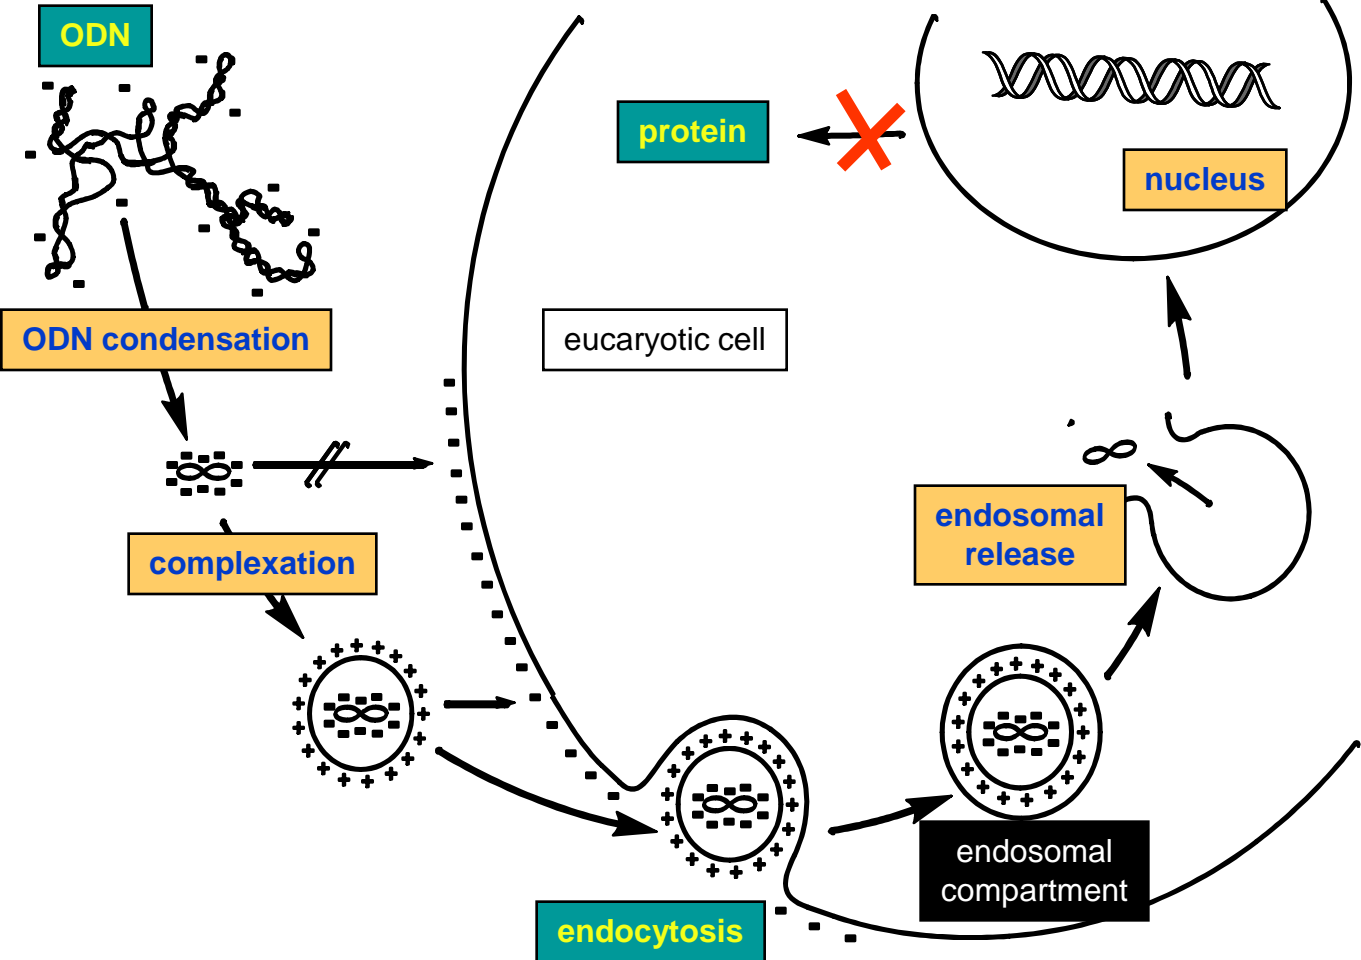 ODN
protein
nucleus
ODN condensation
eucaryotic cell
endosomal
release
complexation
endosomal
compartment
endocytosis